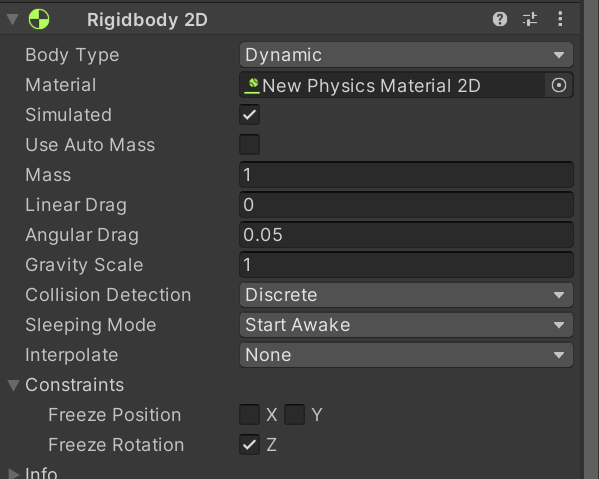 Rigidbody 2D
Body Type Dynamic
Material New Physics Material 2D
Simulated
Use Auto Mass
Mass 1
Linear Drag 0
Angular Drag 0.05
Gravity Scale 1
Collision Detection Discrete
Sleeping Mode Start Awake
Interpolate None
Constraints
Freeze Position X Y
Freeze Rotation Z
Info